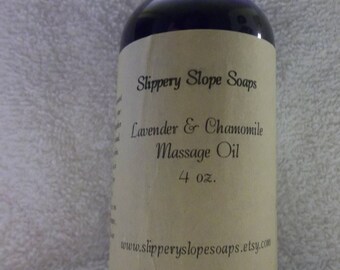 Slippery Slope Soaps
Lavender & Chamomile
Massage Oil
4 oz.
www.slipperyslopesoaps.etsy.com